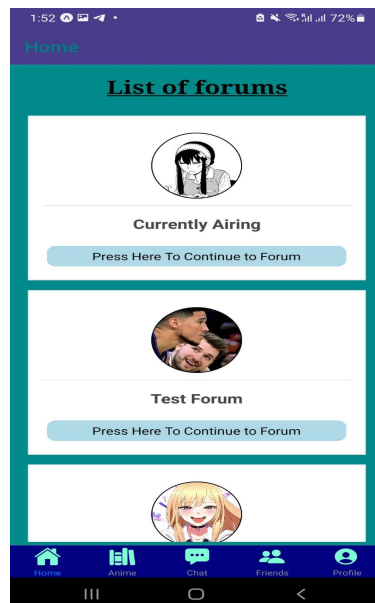 1:52 72%
Home
List of forums
Currently Airing
Press Here To Continue to Forum
Test Forum
Press Here To Continue to Forum
Home Anime Chat Friends Profile